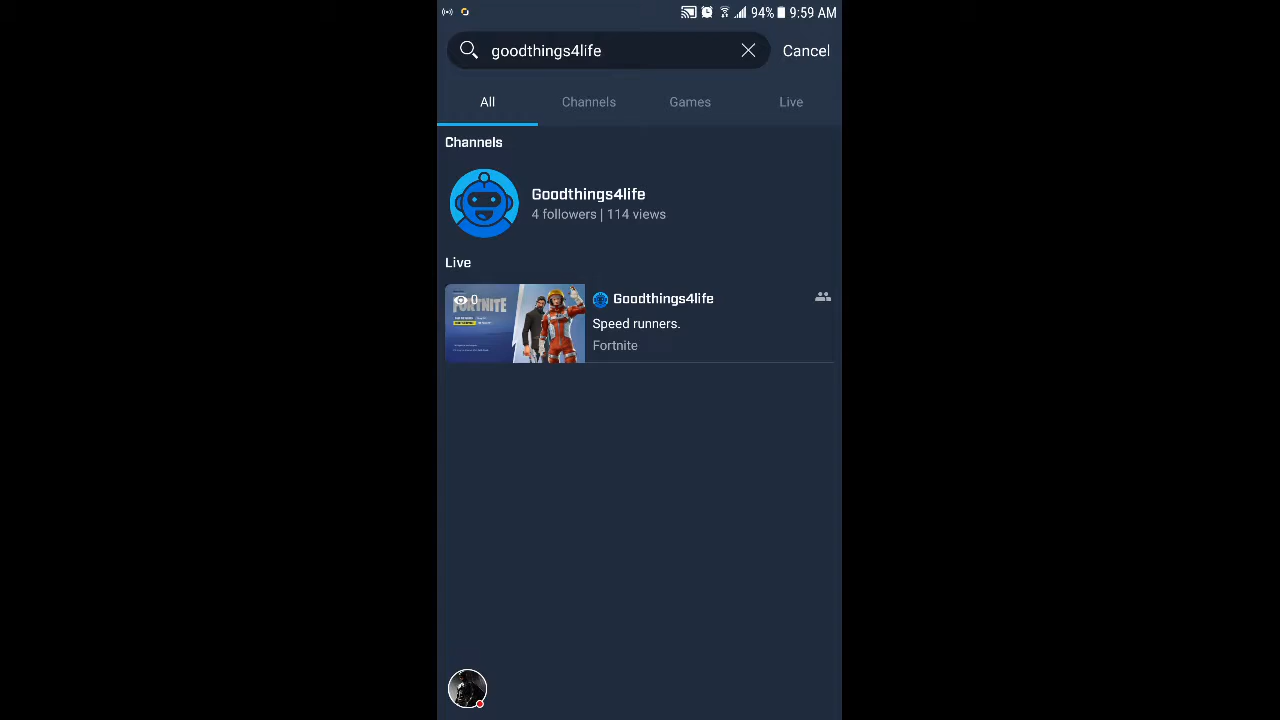 94% 9:59 AM
goodthings4life
Cancel
All
Channels
Games
Live
Channels
Goodthings4life
4 followers | 114 views
Live
0
FORTNITE
Goodthings4life
Speed runners.
Fortnite